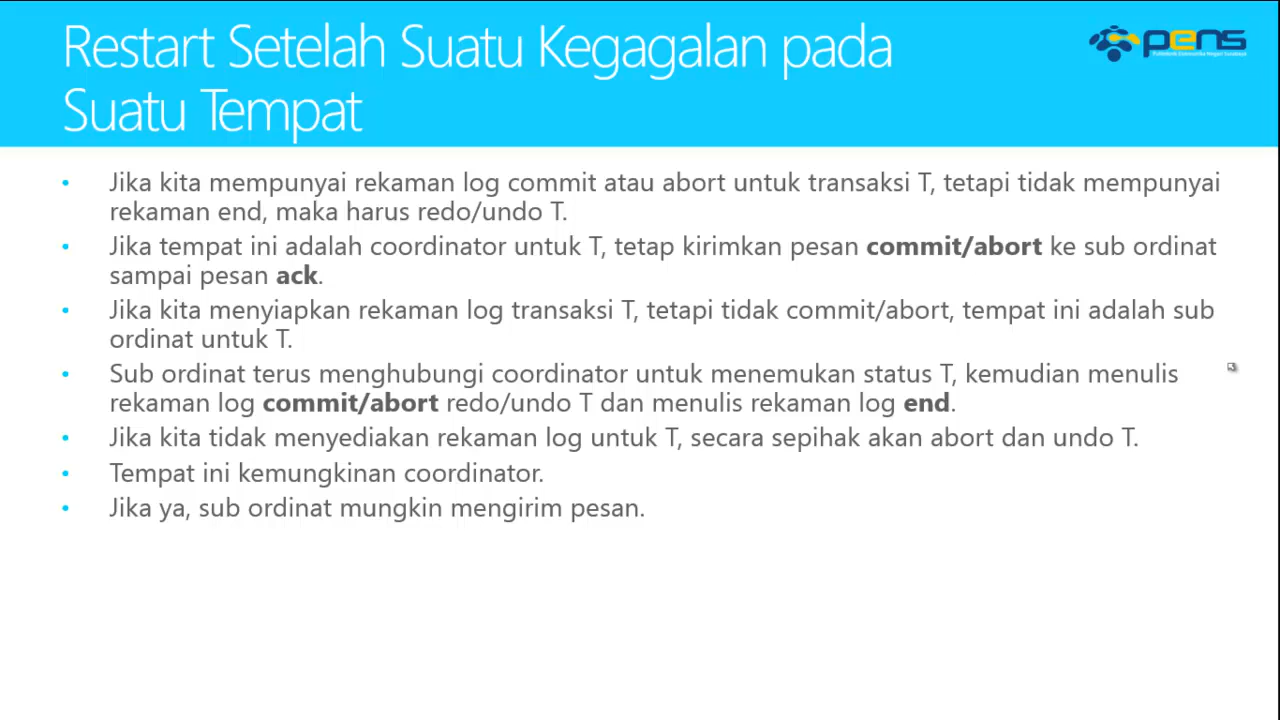 Restart Setelah Suatu Kegagalan pada
Suatu Tempat
pens
Politeknik Elektronika Negeri Surabaya
• Jika kita mempunyai rekaman log commit atau abort untuk transaksi T, tetapi tidak mempunyai
rekaman end, maka harus redo/undo T.
• Jika tempat ini adalah coordinator untuk T, tetap kirimkan pesan commit/abort ke sub ordinat
sampai pesan ack.
• Jika kita menyiapkan rekaman log transaksi T, tetapi tidak commit/abort, tempat ini adalah sub
ordinat untuk T.
• Sub ordinat terus menghubungi coordinator untuk menemukan status T, kemudian menulis
rekaman log commit/abort redo/undo T dan menulis rekaman log end.
• Jika kita tidak menyediakan rekaman log untuk T, secara sepihak akan abort dan undo T.
• Tempat ini kemungkinan coordinator.
• Jika ya, sub ordinat mungkin mengirim pesan.